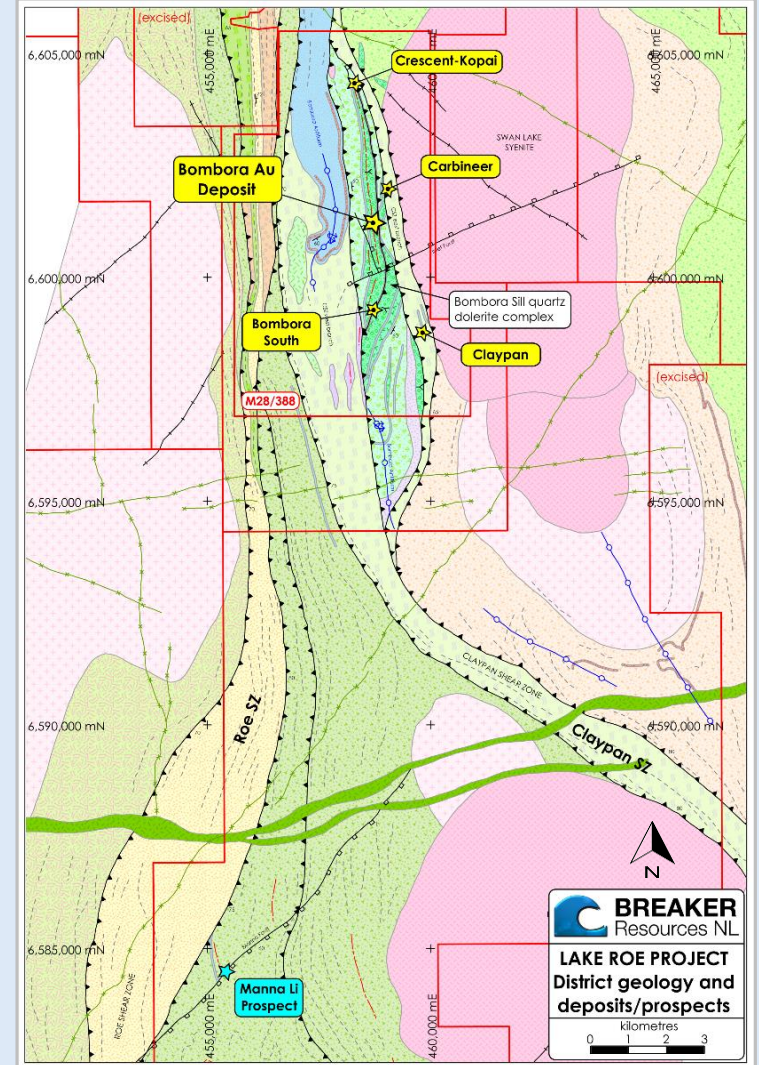 (excised)
455,000 mE
460,
465,000 mE
6,605,000 mN
6,605,000 mN
Crescent-Kopai
SWAN LAKE
SYENITE
Bombora Au
Deposit
Carbineer
6,600,000 mN
6,600,000 mN
Bombora Sill quartz
dolerite complex
Bombora
South
Claypan
(excised)
M28/388
6,595,000 mN
6,595,000 mN
CLAYPAN SHEAR ZONE
Roe SZ
6,590,000 mN
6,590,000 mN
Claypan SZ
N
BREAKER
Resources NL
6,585,000 mN
LAKE ROE PROJECT
District geology and
deposits/prospects
Manna Li
Prospect
ROE SHEAR ZONE
455,000 mE
460,000 mE
kilometres
0 1 2 3